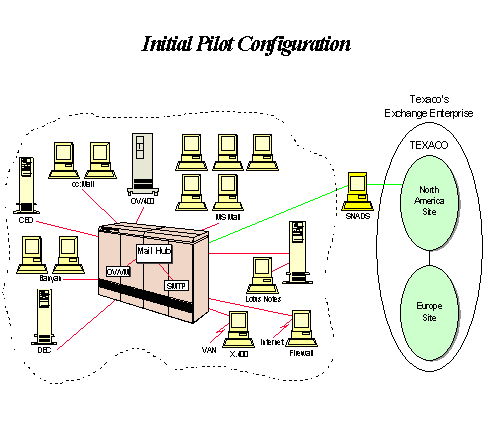 Initial Pilot Configuration
Texaco's
Exchange Enterprise
TEXACO
North
America
Site
Europe
Site
SNADS
cc:Mail
OV/400
MS Mail
CEO
Mail Hub
OV/VM
SMTP
Banyan
Lotus Notes
DEC
VAN
X.400
Internet
Firewall